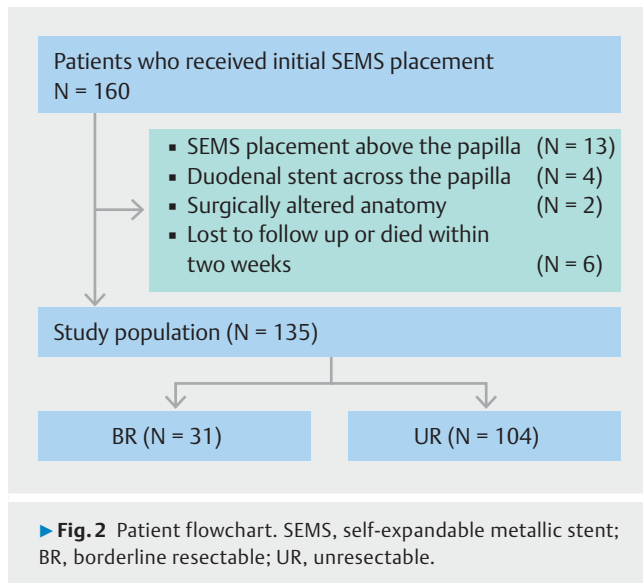 Patients who received initial SEMS placement
N = 160
▪ SEMS placement above the papilla (N = 13)
▪ Duodenal stent across the papilla (N = 4)
▪ Surgically altered anatomy (N = 2)
▪ Lost to follow up or died within
two weeks (N = 6)
Study population (N = 135)
BR (N = 31) UR (N = 104)
▶ Fig. 2 Patient flowchart. SEMS, self-expandable metallic stent;
BR, borderline resectable; UR, unresectable.